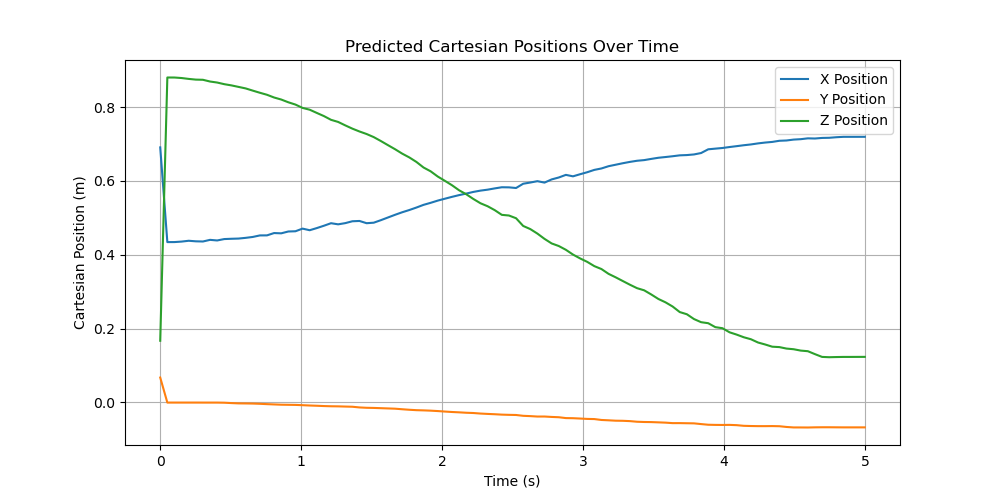 Predicted Cartesian Positions Over Time
X Position
Y Position
Z Position
Cartesian Position (m)
0.8
0.6
0.4
0.2
0.0
0 1 2 3 4 5
Time (s)